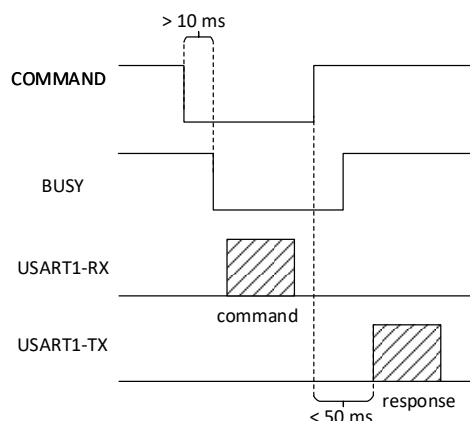 > 10 ms
COMMAND
BUSY
USART1-RX
command
USART1-TX
response
< 50 ms